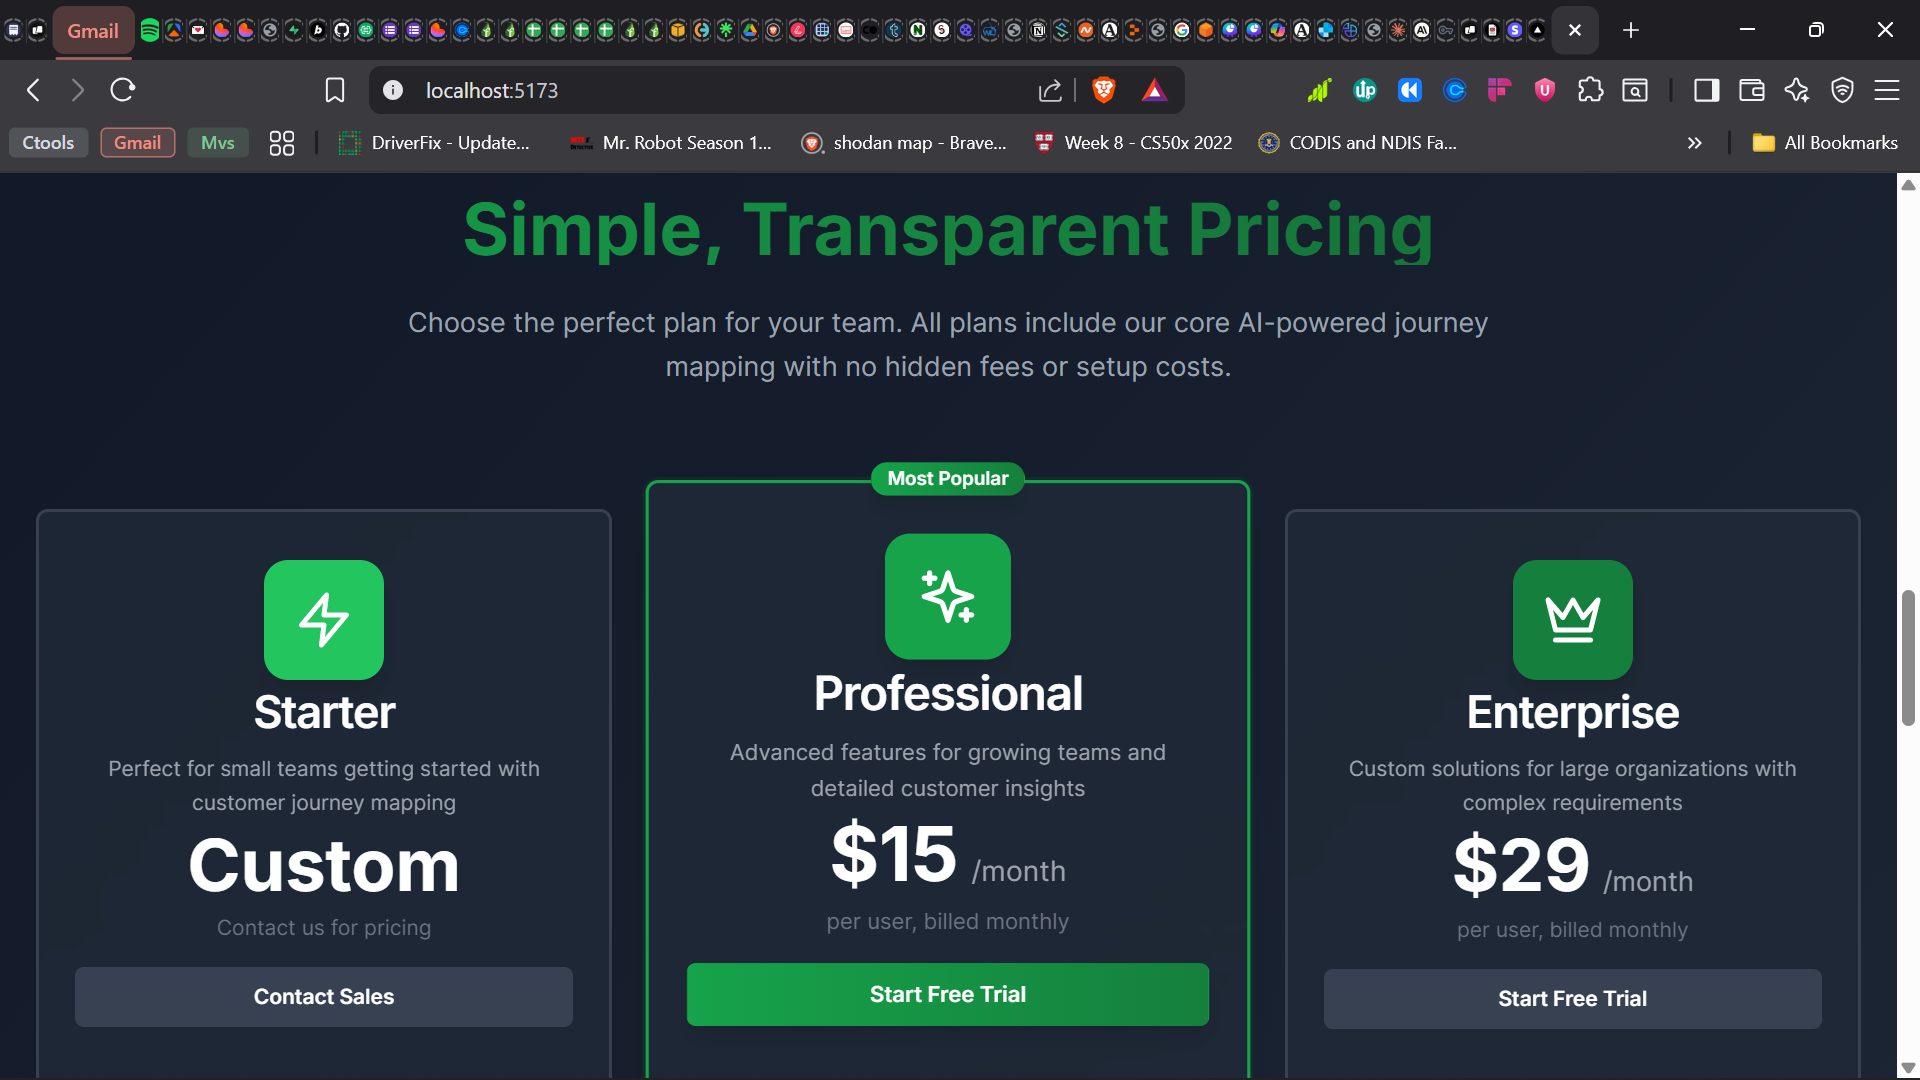 Gmail
localhost:5173
Ctools
Gmail
Mvs
DriverFix - Update...
Mr. Robot Season 1...
shodan map - Brave...
Week 8 - CS50x 2022
CODIS and NDIS Fa...
All Bookmarks
Simple, Transparent Pricing
Choose the perfect plan for your team. All plans include our core AI-powered journey
mapping with no hidden fees or setup costs.
Most Popular
Starter
Perfect for small teams getting started with
customer journey mapping
Custom
Contact us for pricing
Contact Sales
Professional
Advanced features for growing teams and
detailed customer insights
$15 /month
per user, billed monthly
Start Free Trial
Enterprise
Custom solutions for large organizations with
complex requirements
$29 /month
per user, billed monthly
Start Free Trial